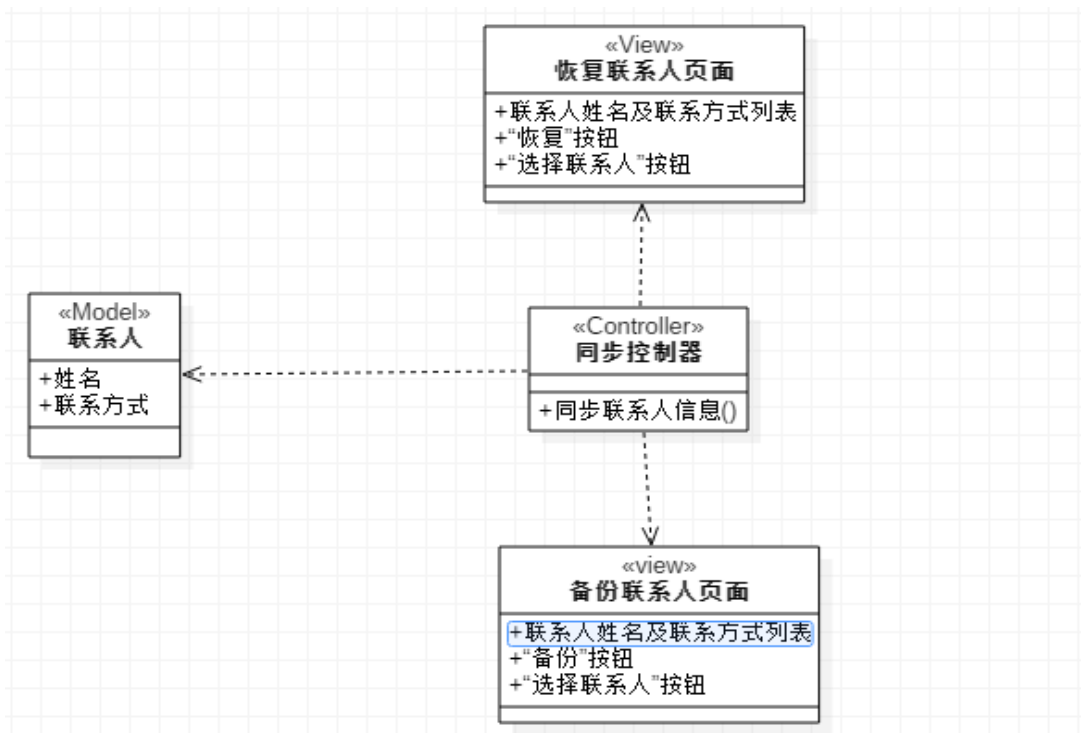 «View»
恢复联系人页面
+联系人姓名及联系方式列表
+“恢复”按钮
+“选择联系人”按钮
«Model»
联系人
+姓名
+联系方式
«Controller»
同步控制器
+同步联系人信息()
«view»
备份联系人页面
+联系人姓名及联系方式列表
+“备份”按钮
+“选择联系人”按钮